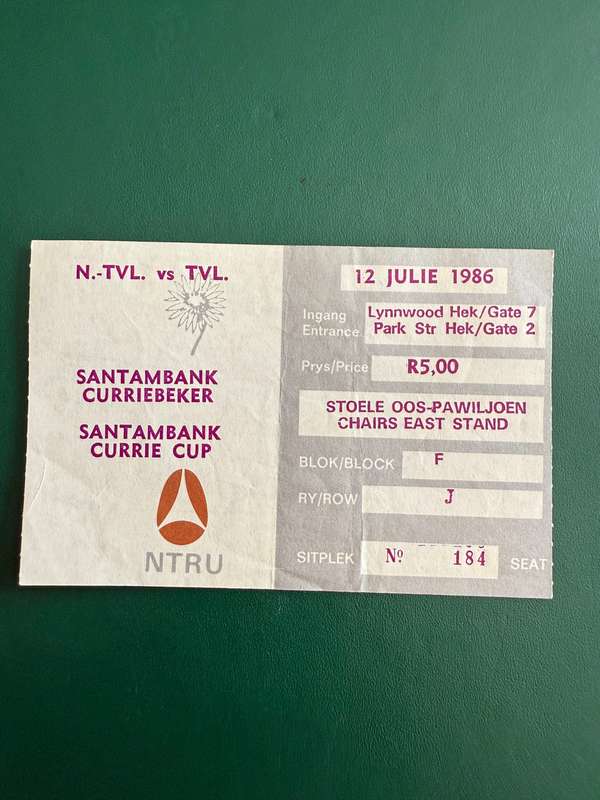 N.-TVL. vs TVL.
SANTAMBANK
CURRIEBEKER
SANTAMBANK
CURRIE CUP
NTRU
12 JULIE 1986
Ingang
Entrance
Lynnwood Hek/Gate 7
Park Str Hek/Gate 2
Prys/Price R5,00
STOELE OOS-PAWILJOEN
CHAIRS EAST STAND
BLOK/BLOCK F
RY/ROW J
SITPLEK Nº 184 SEAT